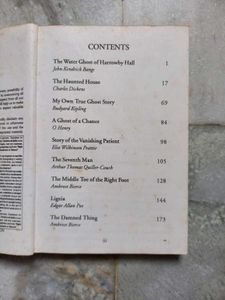 CONTENTS
The Water Ghost of Harrowby Hall 1
John Kendrick Bangs
The Haunted House 17
Charles Dickens
My Own True Ghost Story 69
Rudyard Kipling
A Ghost of a Chance 84
O Henry
Story of the Vanishing Patient 98
Elia Wilkinson Peattie
The Seventh Man 105
Arthur Thomas Quiller-Couch
The Middle Toe of the Right Foot 128
Ambrose Bierce
Ligeia 144
Edgar Allan Poe
The Damned Thing 173
Ambrose Bierce
iii